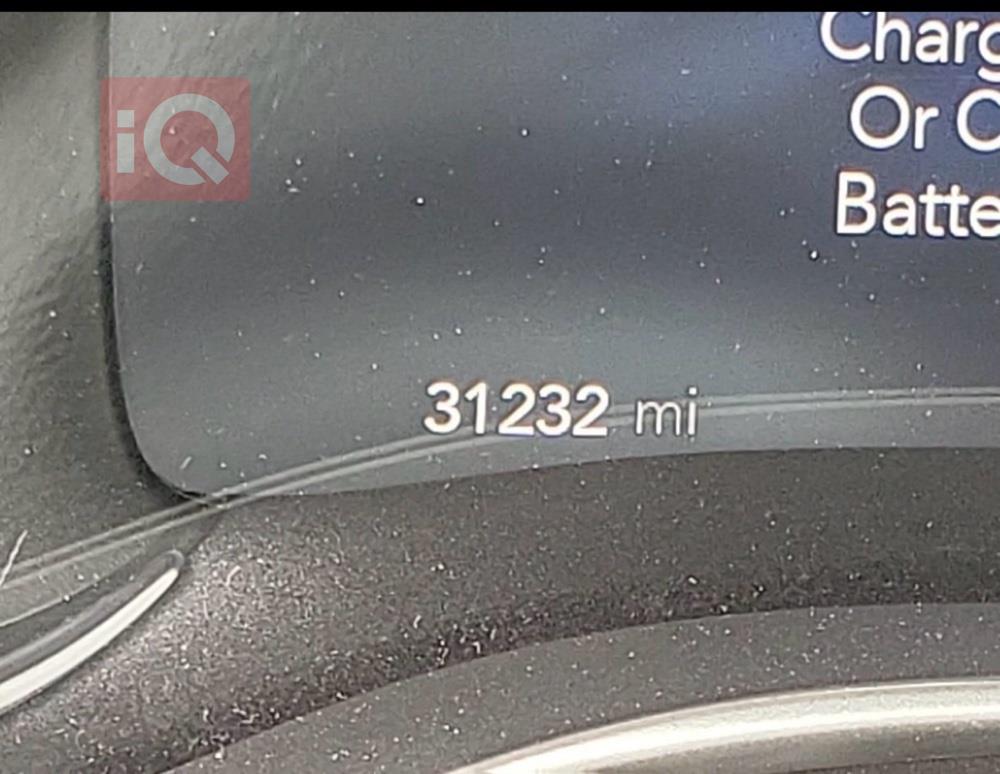 iQ
Charg
Or C
Batte
31232 mi